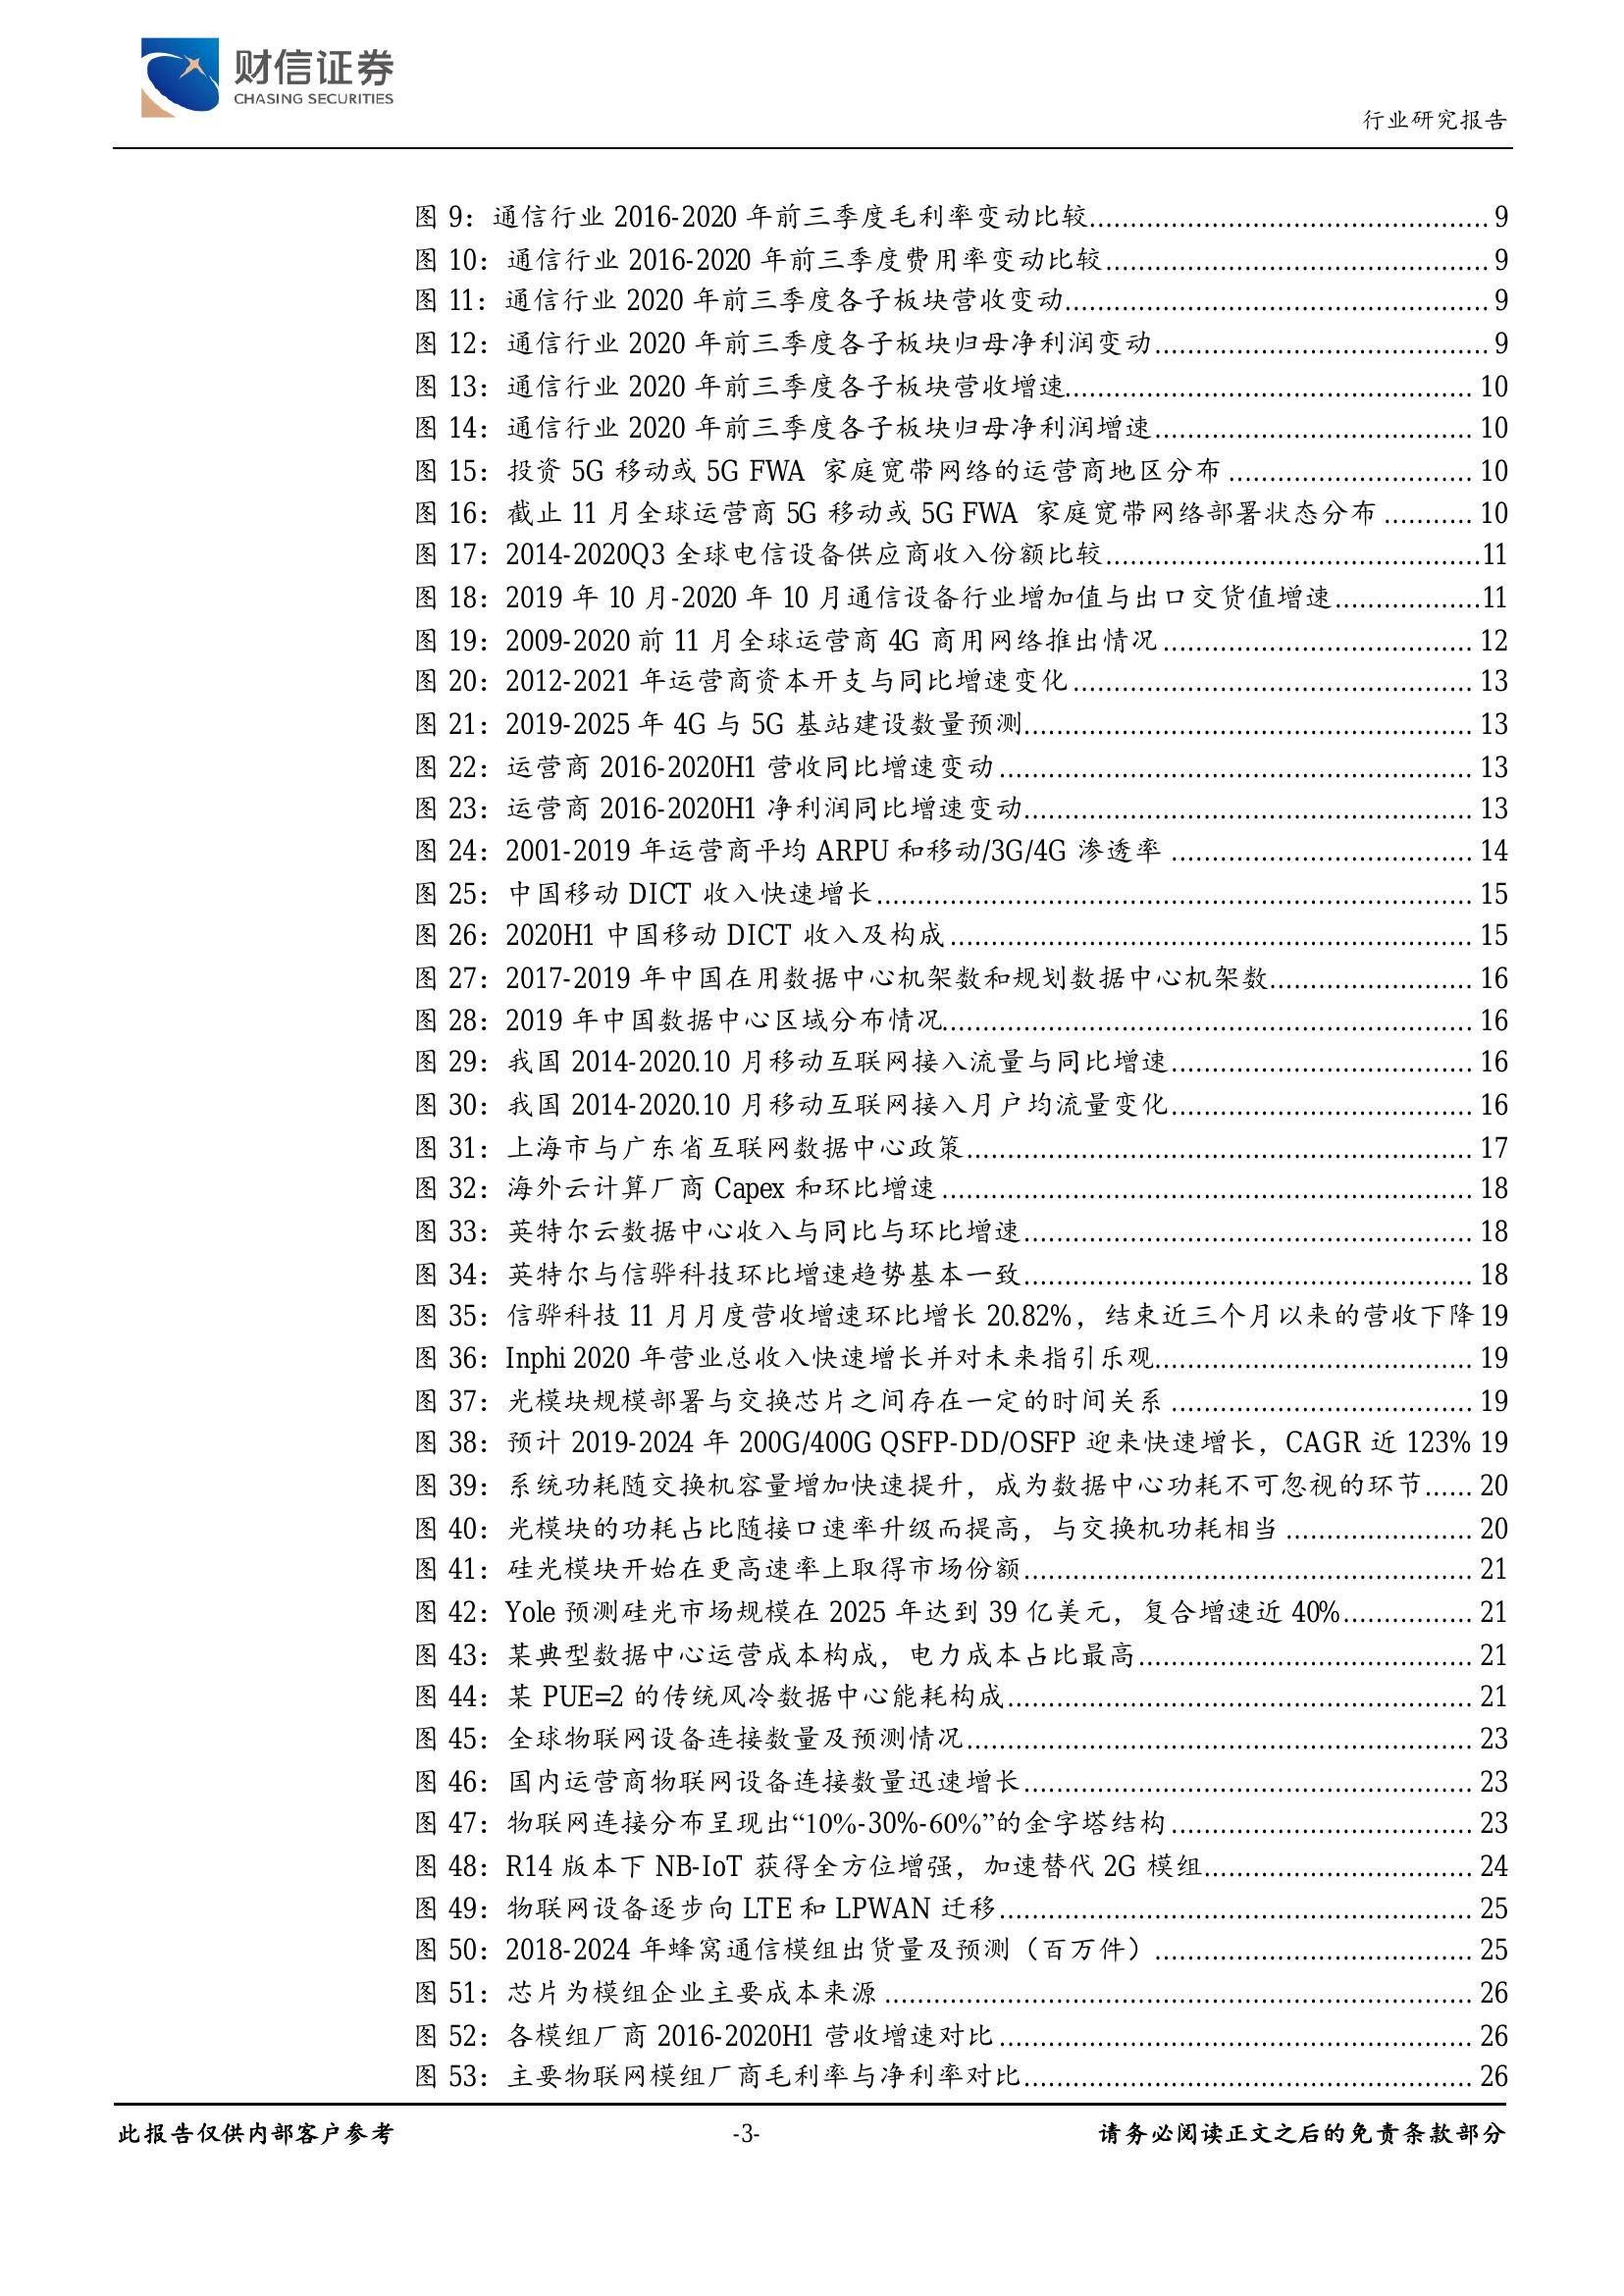 财信证券
CHASING SECURITIES
行业研究报告
图 9：通信行业 2016-2020 年前三季度毛利率变动比较................................................ 9
图 10：通信行业 2016-2020 年前三季度费用率变动比较.............................................. 9
图 11：通信行业 2020 年前三季度各子板块营收变动................................................... 9
图 12：通信行业 2020 年前三季度各子板块归母净利润变动........................................ 9
图 13：通信行业 2020 年前三季度各子板块营收增速................................................. 10
图 14：通信行业 2020 年前三季度各子板块归母净利润增速...................................... 10
图 15：投资 5G 移动或 5G FWA 家庭宽带网络的运营商地区分布............................. 10
图 16：截止 11 月全球运营商 5G 移动或 5G FWA 家庭宽带网络部署状态分布........... 10
图 17：2014-2020Q3 全球电信设备供应商收入份额比较.............................................11
图 18：2019 年 10 月-2020 年 10 月通信设备行业增加值与出口交货值增速..................11
图 19：2009-2020 前 11 月全球运营商 4G 商用网络推出情况..................................... 12
图 20：2012-2021 年运营商资本开支与同比增速变化................................................ 13
图 21：2019-2025 年 4G 与 5G 基站建设数量预测...................................................... 13
图 22：运营商 2016-2020H1 营收同比增速变动......................................................... 13
图 23：运营商 2016-2020H1 净利润同比增速变动...................................................... 13
图 24：2001-2019 年运营商平均 ARPU 和移动/3G/4G 渗透率.................................... 14
图 25：中国移动 DICT 收入快速增长........................................................................ 15
图 26：2020H1 中国移动 DICT 收入及构成............................................................... 15
图 27：2017-2019 年中国在用数据中心机架数和规划数据中心机架数........................ 16
图 28：2019 年中国数据中心区域分布情况................................................................ 16
图 29：我国 2014-2020.10 月移动互联网接入流量与同比增速.................................... 16
图 30：我国 2014-2020.10 月移动互联网接入月户均流量变化.................................... 16
图 31：上海市与广东省互联网数据中心政策............................................................. 17
图 32：海外云计算厂商 Capex 和环比增速................................................................ 18
图 33：英特尔云数据中心收入与同比与环比增速...................................................... 18
图 34：英特尔与信骅科技环比增速趋势基本一致...................................................... 18
图 35：信骅科技 11 月月度营收增速环比增长 20.82%，结束近三个月以来的营收下降 19
图 36：Inphi 2020 年营业总收入快速增长并对未来指引乐观...................................... 19
图 37：光模块规模部署与交换芯片之间存在一定的时间关系.................................... 19
图 38：预计 2019-2024 年 200G/400G QSFP-DD/OSFP 迎来快速增长，CAGR 近 123% 19
图 39：系统功耗随交换机容量增加快速提升，成为数据中心功耗不可忽视的环节...... 20
图 40：光模块的功耗占比随接口速率升级而提高，与交换机功耗相当....................... 20
图 41：硅光模块开始在更高速率上取得市场份额...................................................... 21
图 42：Yole 预测硅光市场规模在 2025 年达到 39 亿美元，复合增速近 40%................ 21
图 43：某典型数据中心运营成本构成，电力成本占比最高........................................ 21
图 44：某 PUE=2 的传统风冷数据中心能耗构成........................................................ 21
图 45：全球物联网设备连接数量及预测情况............................................................. 23
图 46：国内运营商物联网设备连接数量迅速增长...................................................... 23
图 47：物联网连接分布呈现出“10%-30%-60%”的金字塔结构.................................... 23
图 48：R14 版本下 NB-IoT 获得全方位增强，加速替代 2G 模组................................ 24
图 49：物联网设备逐步向 LTE 和 LPWAN 迁移......................................................... 25
图 50：2018-2024 年蜂窝通信模组出货量及预测（百万件）...................................... 25
图 51：芯片为模组企业主要成本来源....................................................................... 26
图 52：各模组厂商 2016-2020H1 营收增速对比......................................................... 26
图 53：主要物联网模组厂商毛利率与净利率对比...................................................... 26
此报告仅供内部客户参考
-3-
请务必阅读正文之后的免责条款部分